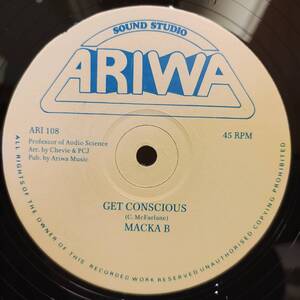 SOUND STUDIO
ARIWA
ARI 108
45 RPM
Professor of Audio Science
Arr. by Chevie & PCJ
Pub. by Ariwa Music
GET CONSCIOUS
(C. McFarlane)
MACKA B
ALL RIGHTS OF THE OWNER OF THIS RECORDED WORK RESERVED UNAUTHORISED COPYING PROHIBITED